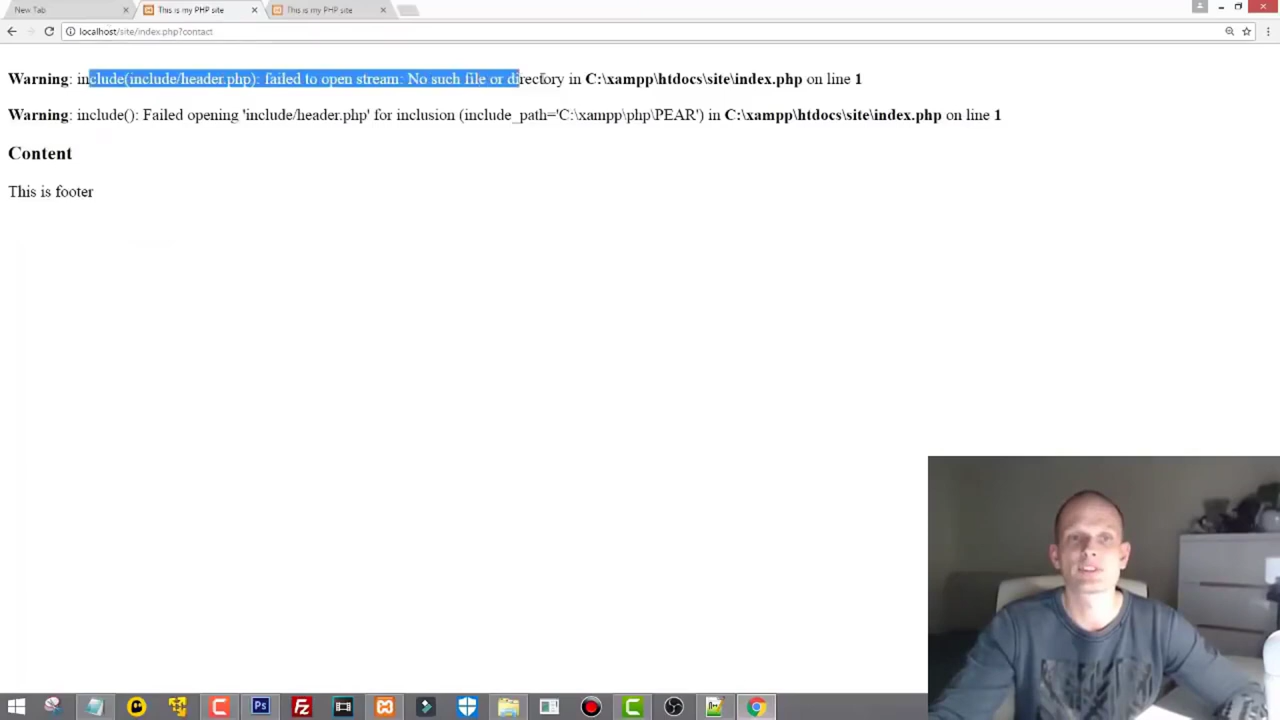 New Tab
This is my PHP site
This is my PHP site
localhost/site/index.php?contact
Warning: include(include/header.php): failed to open stream: No such file or directory in C:\xampp\htdocs\site\index.php on line 1
Warning: include(): Failed opening 'include/header.php' for inclusion (include_path='C:\xampp\php\PEAR') in C:\xampp\htdocs\site\index.php on line 1
Content
This is footer
Ps
Fz